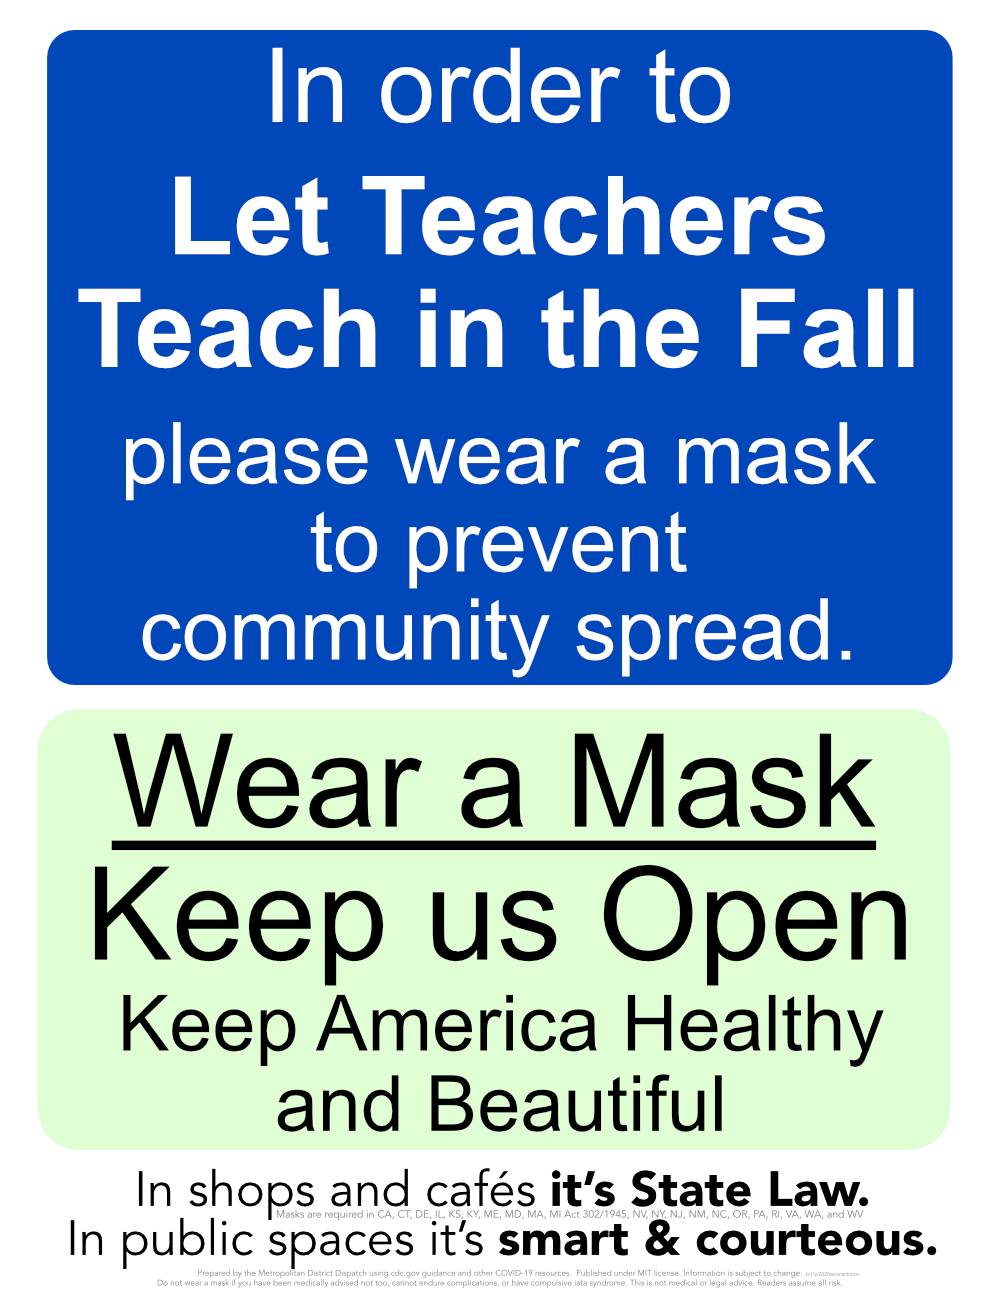 In order to
Let Teachers
Teach in the Fall
please wear a mask
to prevent
community spread.
Wear a Mask
Keep us Open
Keep America Healthy
and Beautiful
In shops and cafés it's State Law.
Masks are required in CA, CT, DE, IL, KS, KY, ME, MD, MA, MI Act 302/1945, NV, NY, NJ, NM, NC, OR, PA, RI, VA, WA, and WV
In public spaces it's smart & courteous.
Prepared by the Metropolitan District Dispatch using cdc.gov guidance and other COVID-19 resources. Published under MIT license. Information is subject to change.
Do not wear a mask if you have been medically advised not too, cannot endure complications, or have compulsive iata syndrome. This is not medical or legal advice. Readers assume all risk.